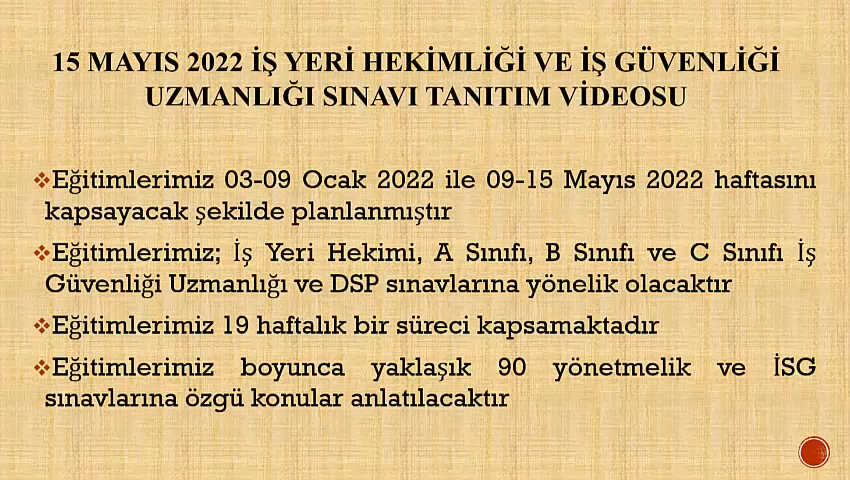 15 MAYIS 2022 İŞ YERİ HEKİMLİĞİ VE İŞ GÜVENLİĞİ
UZMANLIĞI SINAVI TANITIM VİDEOSU
❖Eğitimlerimiz 03-09 Ocak 2022 ile 09-15 Mayıs 2022 haftasını
kapsayacak şekilde planlanmıştır
❖Eğitimlerimiz; İş Yeri Hekimi, A Sınıfı, B Sınıfı ve C Sınıfı İş
Güvenliği Uzmanlığı ve DSP sınavlarına yönelik olacaktır
❖Eğitimlerimiz 19 haftalık bir süreci kapsamaktadır
❖Eğitimlerimiz boyunca yaklaşık 90 yönetmelik ve İSG
sınavlarına özgü konular anlatılacaktır